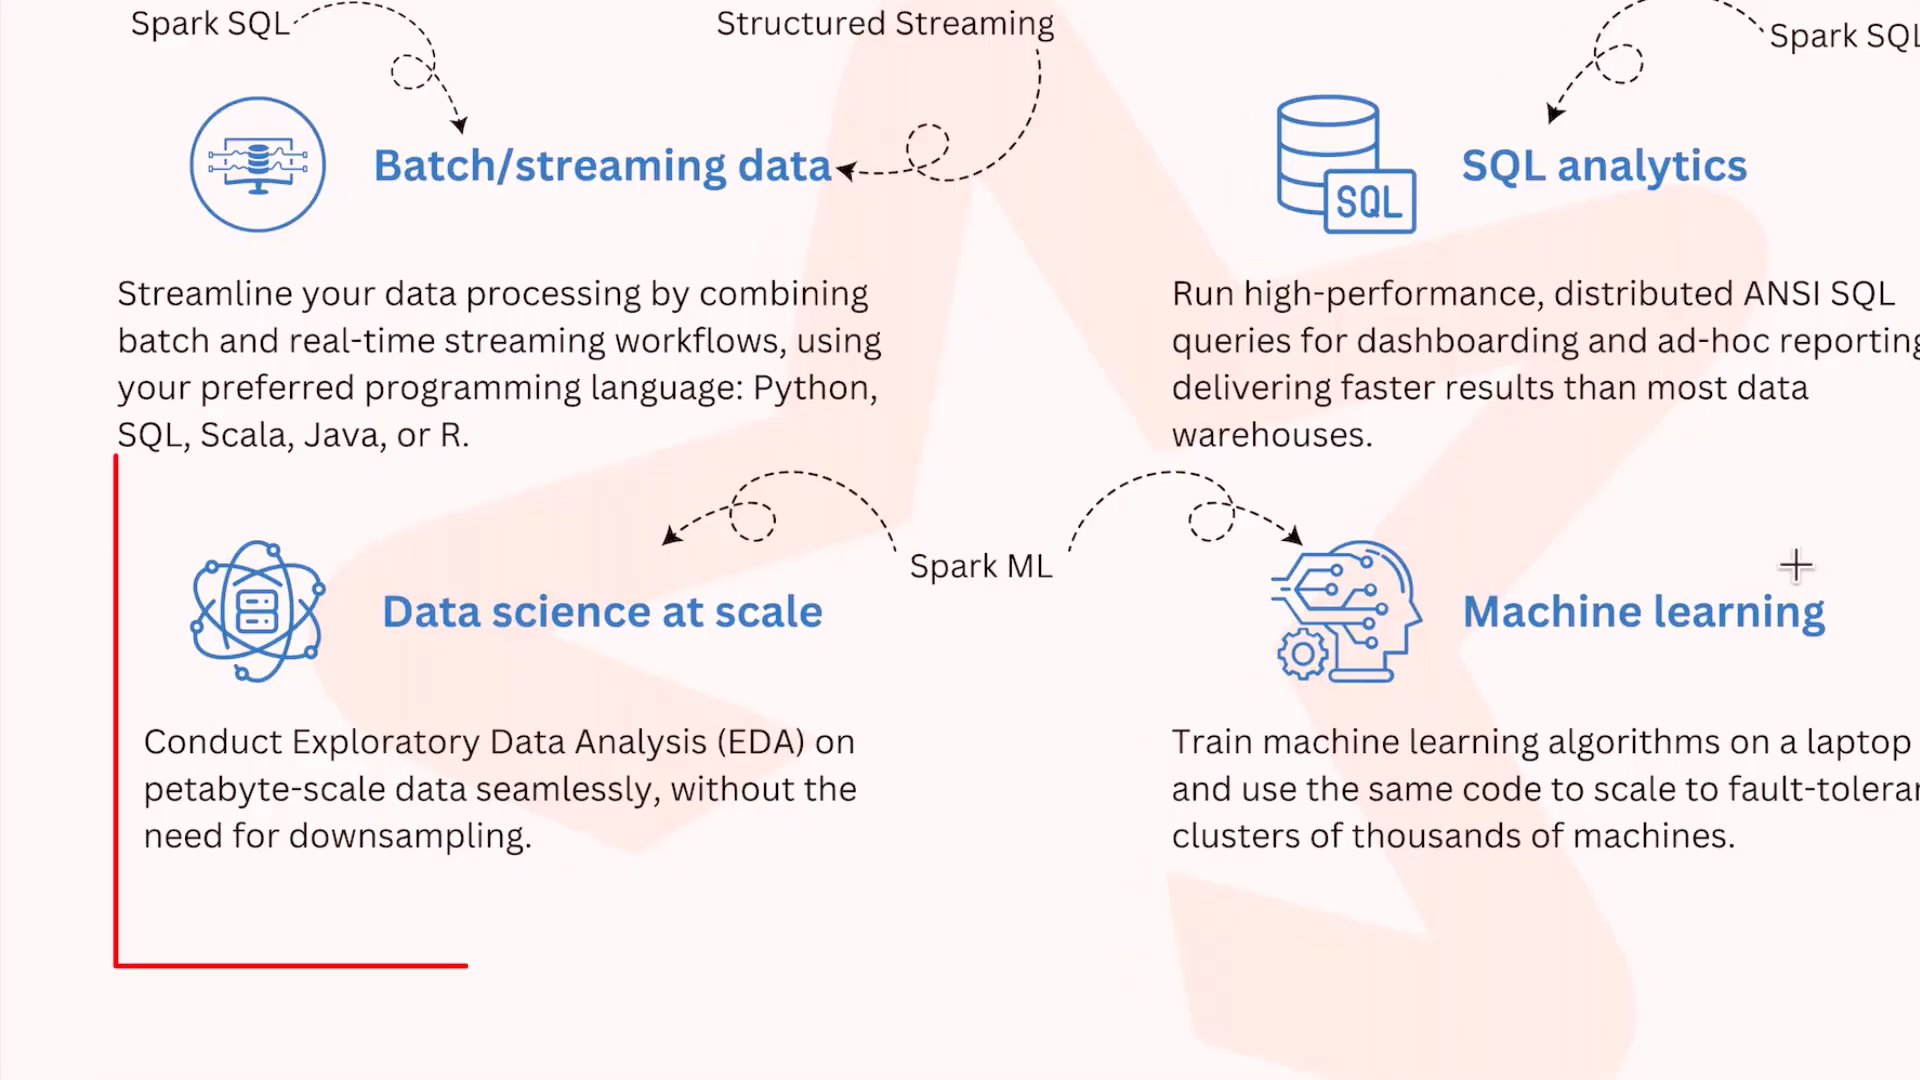 Spark SQL
Structured Streaming
Spark SQL
Batch/streaming data
SQL
SQL analytics
Streamline your data processing by combining
batch and real-time streaming workflows, using
your preferred programming language: Python,
SQL, Scala, Java, or R.
Run high-performance, distributed ANSI SQL
queries for dashboarding and ad-hoc reporting
delivering faster results than most data
warehouses.
Spark ML
Data science at scale
Machine learning
Conduct Exploratory Data Analysis (EDA) on
petabyte-scale data seamlessly, without the
need for downsampling.
Train machine learning algorithms on a laptop
and use the same code to scale to fault-toleran
clusters of thousands of machines.